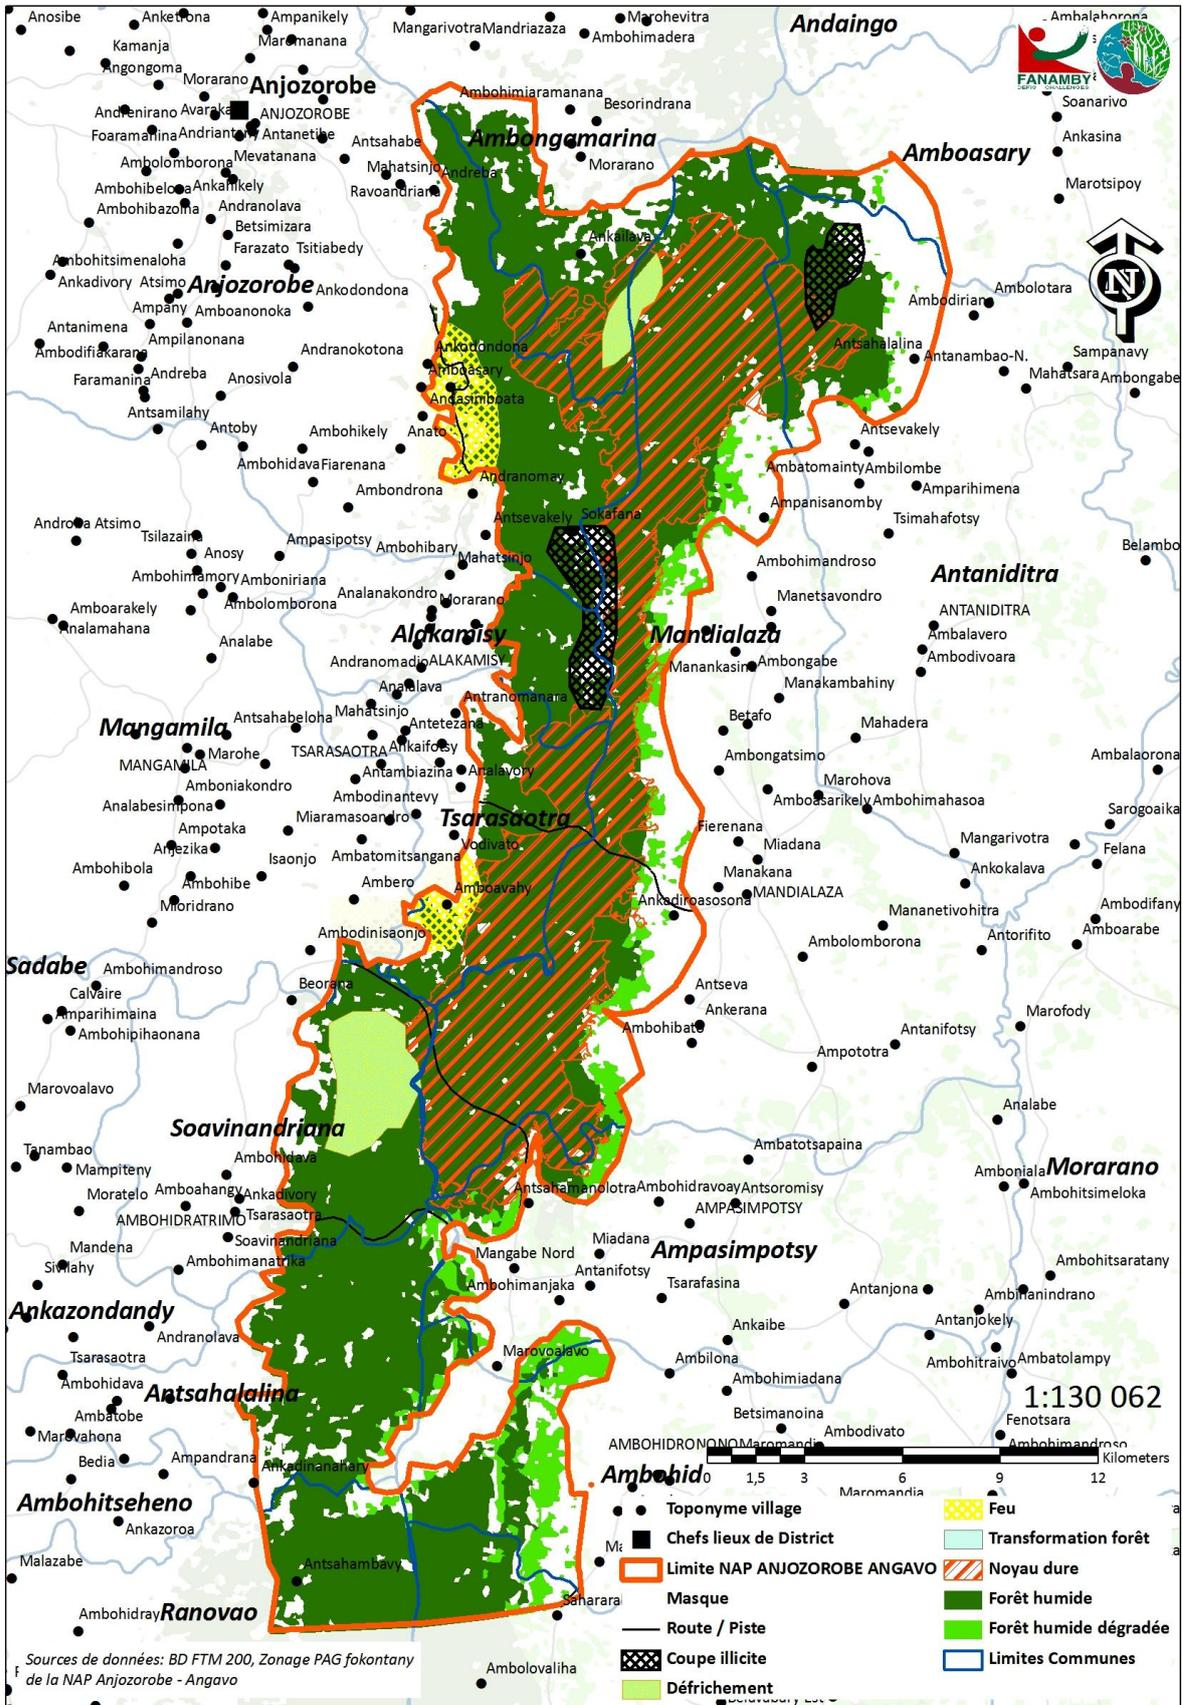 Anosibe
Anketrona
Ampanikely
MangarivotraMandriazaza
Marohevitra
Andaingo
Ambalahorona
Kamanja
Maromanana
Ambohimadera
Angongoma
Morarano
Anjozorobe
Ambohimiaramanana
Besorindrana
FANAMBY
Soanarivo
Andrenirano
ANJOZOROBE
Foaramanina
Antanetibe
Antsahabe
Ambongamarina
Ankasina
Ambolomborona
Mevatanana
Mahatsinjo
Andreba
Morarano
Amboasary
Ambohibelosa
Ankanikely
Ravoandriana
Marotsipoy
Ambohibazoina
Andranolava
Betsimizara
Farazato
Tsitiabedy
Ankailava
Ambohitsimenaloha
Ankadivory
Atsimo
Anjozorobe
Ankodondona
Ambodiriana
Ambolotara
Ampany
Amboanonoka
N
Antanimena
Ampilanonana
Ambodifiakarana
Andranokotona
Ankodondona
Antsahalalina
Antanambao-N.
Sampanavy
Faramanina
Andreba
Anosivola
Amboasary
Mahatsara
Ambongabe
Antsamilahy
Andasimboata
Antoby
Ambohikely
Anato
Antsevakely
Ambohidava
Fiarenana
Andranomay
Ambatomainty
Ambilombe
Ambondrona
Ampanisanomby
Amparihimena
Androva Atsimo
Tsilazaina
Ampasipotsy
Antsevakely
Sokafana
Tsimahafotsy
Anosy
Ambohibary
Mahatsinjo
Belambo
Ambohimamory
Amboniriana
Analanakondro
Morarano
Ambohimandroso
Antaniditra
Amboarakely
Ambolomborona
Manetsavondro
ANTANIDITRA
Analamahana
Analabe
Alakamisy
Mandialaza
Ambalavero
Andranomadio
ALAKAMISY
Manankasina
Ambongabe
Ambodivoara
Analalava
Antranomanara
Manakambahiny
Mangamila
Antsahabeloha
Mahatsinjo
Antetezana
Betafo
Mahadera
Marohe
TSARASAOTRA
Ankaifotsy
Ambongatsimo
Ambalaorona
MANGAMILA
Amboniakondro
Antambiazina
Analavory
Marohova
Analabesimpona
Ambodinantevy
Amboasarikely
Ambohimahasoa
Sarogoaika
Ampotaka
Miaramasoandro
Tsarasaotra
Fierenana
Mangarivotra
Anjezika
Isaonjo
Ambatomitsangana
Vodivato
Miadana
Felana
Ambohibola
Ambohibe
Ambero
Amboavahy
Manakana
Ankokalava
Mioridrano
Ankadiroasosona
MANDIALAZA
Mananetivohitra
Ambodifany
Ambodinisaonjo
Ambolomborona
Antorifito
Amboarabe
Sadabe
Ambohimandroso
Beorana
Antseva
Calvaire
Amparihimaina
Ambohipihaonana
Ankerana
Ambohibato
Antanifotsy
Marofody
Ampototra
Marovoalavo
Analabe
Soavinandriana
Tanambao
Ambohidava
Ambatotsapaina
Mampiteny
Moratelo
Amboahangy
Ankadivory
Antsahamanolotra
Ambohidravoay
Antsoromisy
Amboniala
Morarano
Ambohitsimeloka
AMBOHIDRATRIMO
Tsarasaotra
AMPASIMPOTSY
Mandena
Soavinandriana
Mangabe Nord
Miadana
Ampasimpotsy
Sivilahy
Ambohimanatrika
Ambohimanjaka
Antanifotsy
Tsarafasina
Antanjona
Ambohitsaratany
Ankazondandy
Andranolava
Ankaibe
Antanjokely
Tsarasaotra
Marovoalavo
Ambilona
Ambohitraivo
Ambatolampy
Ambohidava
Antsahalalina
Ambohimiadana
1:130 062
Ambatobe
Betsimanoina
Fenotsara
Marovahona
Ambodivato
Ambohimandroso
Bedia
Ampandrana
Ankadinanahary
AMBOHIDRONONO
Maromandi
Ambohid
0 1,5 3 6 9 12
Kilometers
Maromandia
Ambohitseheno
Ankazoroa
Toponyme village
Feu
Chefs lieux de District
Transformation forêt
Malazabe
Antsahambavy
Limite NAP ANJOZOROBE ANGAVO
Noyau dure
Masque
Forêt humide
Ambohidray
Ranovao
Saharara
Route / Piste
Forêt humide dégradée
Coupe illicite
Limites Communes
Défrichement
Sources de données: BD FTM 200, Zonage PAG fokontany
de la NAP Anjozorobe - Angavo
Ambolovaliha